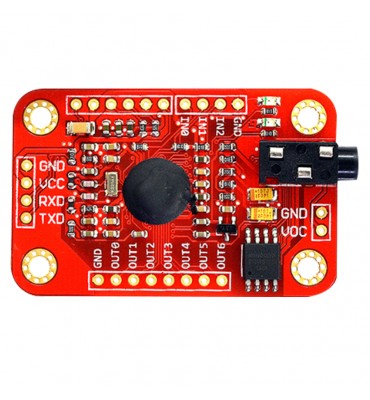 IN0
IN1
IN2
GND
GND
VCC
RXD
TXD
GND
VOC
GND
OUT0
OUT1
OUT2
OUT3
OUT4
OUT5
OUT6